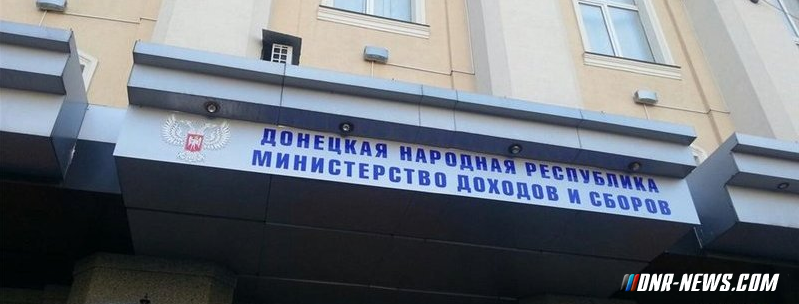 ДОНЕЦКАЯ НАРОДНАЯ РЕСПУБЛИКА
МИНИСТЕРСТВО ДОХОДОВ И СБОРОВ
DNR-NEWS.COM